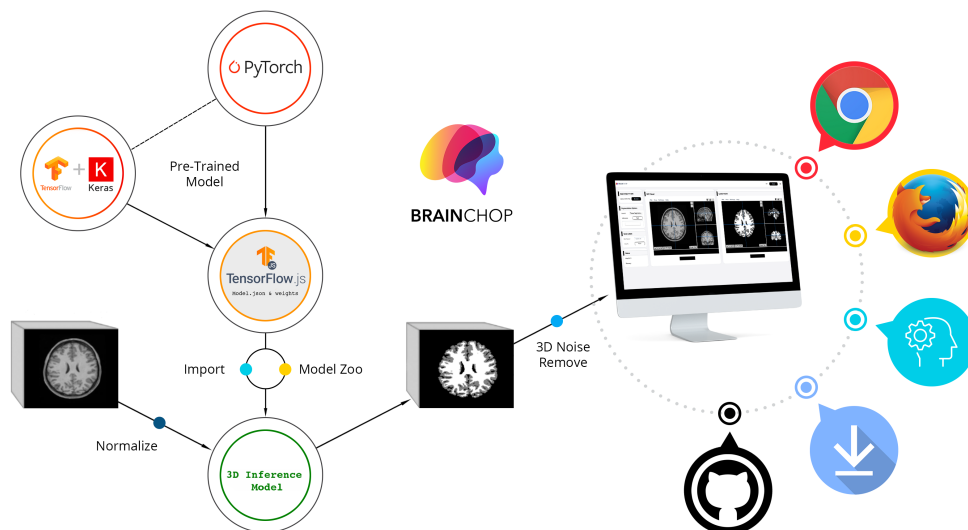 PyTorch
TensorFlow
+
K
Keras
Pre-Trained
Model
BRAINCHOP
TensorFlow.js
JS
Model.json & weights
Import
Model Zoo
3D Noise
Remove
Normalize
3D Inference
Model